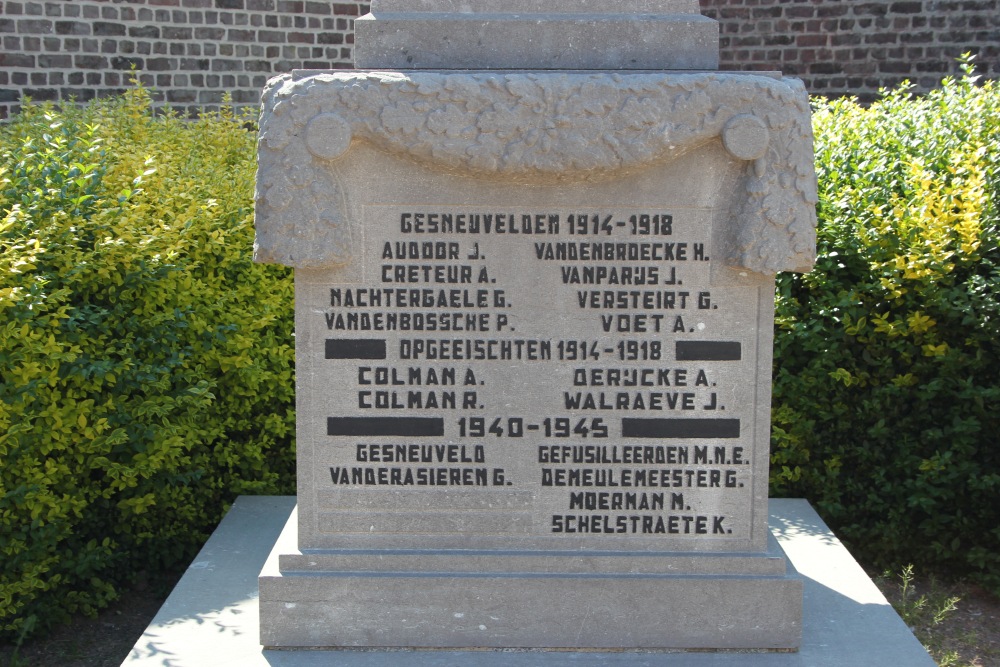 GESNEUVELDEN 1914-1918
AUDOOR J. VANDENBROECKE H.
CRETEUR A. VANPARIJS J.
NACHTERGAELE G. VERSTEIRT G.
VANDENBOSSCHE P. VOET A.
OPGEEISCHTEN 1914-1918
COLMAN A. DERIJCKE A.
COLMAN R. WALRAEVE J.
1940-1945
GESNEUVELD GEFUSILLEERDEN M.N.E.
VANDERASIEREN G. DEMEULEMEESTER G.
MOERMAN M.
SCHELSTRAETE K.